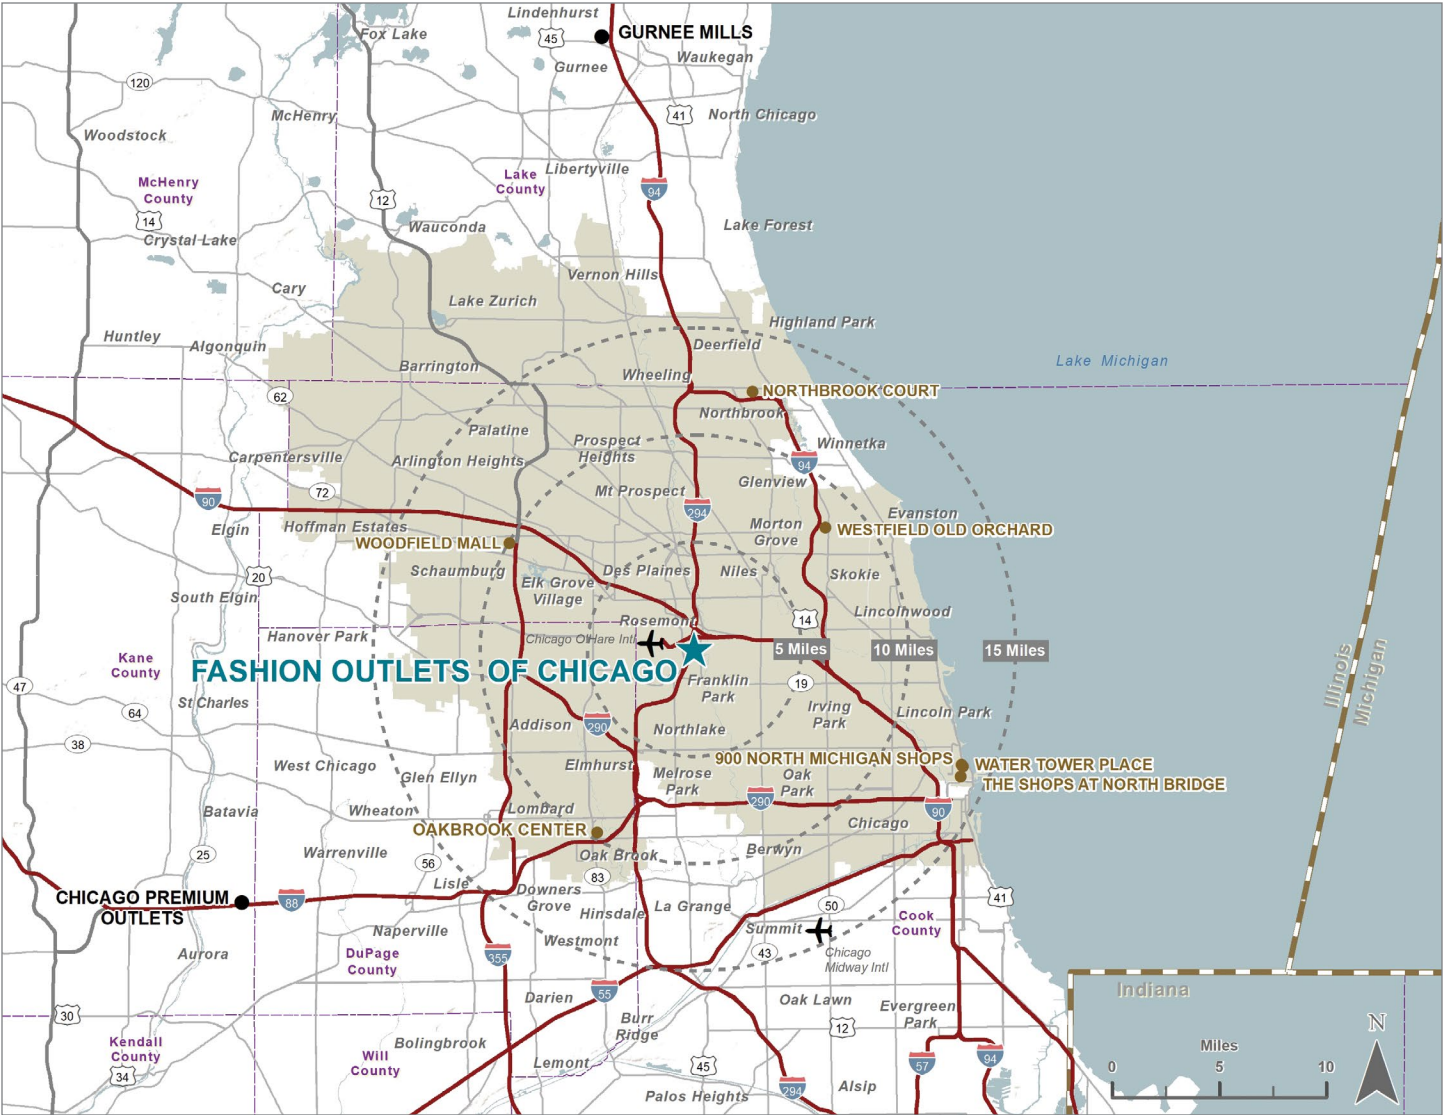 Lindenhurst
Fox Lake
45
GURNEE MILLS
Gurnee
Waukegan
120
McHenry
41
North Chicago
Woodstock
Libertyville
McHenry
County
Lake
County
94
12
14
Crystal Lake
Wauconda
Lake Forest
Vernon Hills
Cary
Lake Zurich
Highland Park
Huntley
Algonquin
Deerfield
Lake Michigan
Barrington
Wheeling
NORTHBROOK COURT
62
Northbrook
Palatine
Prospect
Heights
Winnetka
Carpentersville
Arlington Heights
94
Glenview
72
Mt Prospect
90
294
Evanston
Elgin
Hoffman Estates
Morton
Grove
WESTFIELD OLD ORCHARD
WOODFIELD MALL
Schaumburg
Des Plaines
Niles
Skokie
20
Elk Grove
Village
South Elgin
Lincolnwood
Rosemont
14
Hanover Park
Chicago O'Hare Intl
5 Miles
10 Miles
15 Miles
Kane
County
FASHION OUTLETS OF CHICAGO
Franklin
Park
19
47
St Charles
Irving
Park
Lincoln Park
Illinois
Michigan
64
Addison
290
Northlake
38
West Chicago
Elmhurst
900 NORTH MICHIGAN SHOPS
WATER TOWER PLACE
Glen Ellyn
Melrose
Park
Oak
Park
THE SHOPS AT NORTH BRIDGE
Batavia
Wheaton
Lombard
290
90
OAKBROOK CENTER
Chicago
25
Warrenville
56
Oak Brook
Berwyn
83
Lisle
CHICAGO PREMIUM
OUTLETS
88
Downers
Grove
Hinsdale
La Grange
50
41
Cook
County
Naperville
Summit
Aurora
Westmont
43
DuPage
County
355
Chicago
Midway Intl
Indiana
Darien
55
Oak Lawn
Evergreen
Park
30
Burr
Ridge
12
N
Kendall
County
Bolingbrook
Miles
Will
County
Lemont
57
94
0
5
10
34
45
Palos Heights
294
Alsip